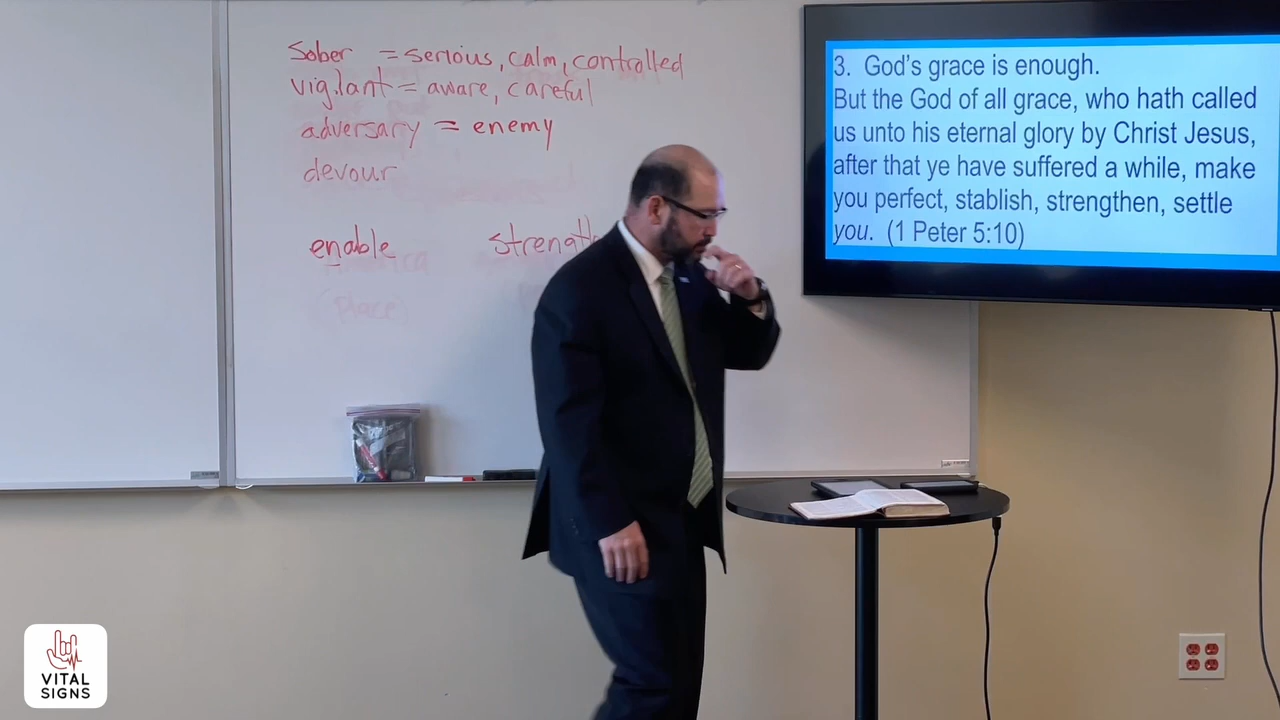 Sober = serious, calm, controlled
vigilant = aware, careful
adversary = enemy
devour
enable strength
(Place)
3. God's grace is enough.
But the God of all grace, who hath called
us unto his eternal glory by Christ Jesus,
after that ye have suffered a while, make
you perfect, stablish, strengthen, settle
you. (1 Peter 5:10)
VITAL
SIGNS